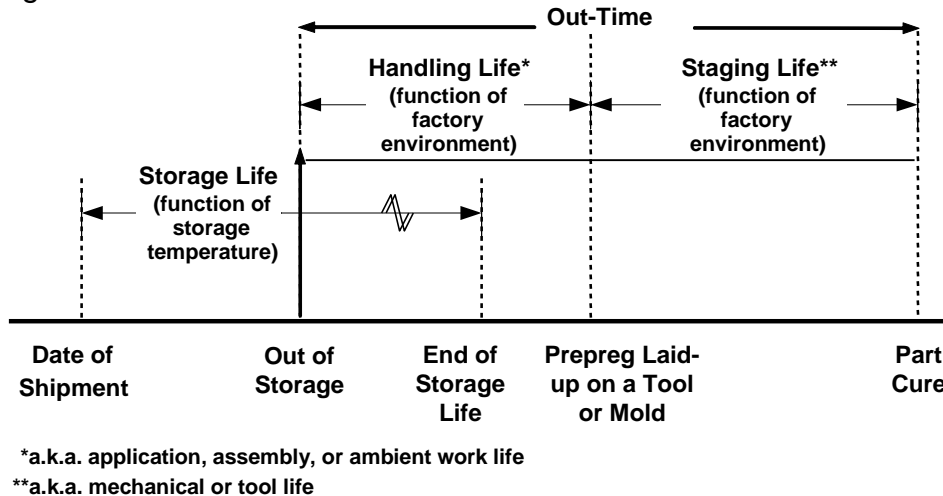 g
Out-Time
Handling Life*
(function of
factory
environment)
Staging Life**
(function of
factory
environment)
Storage Life
(function of
storage
temperature)
Date of
Shipment
Out of
Storage
End of
Storage
Life
Prepreg Laid-
up on a Tool
or Mold
Part
Cure
*a.k.a. application, assembly, or ambient work life
**a.k.a. mechanical or tool life